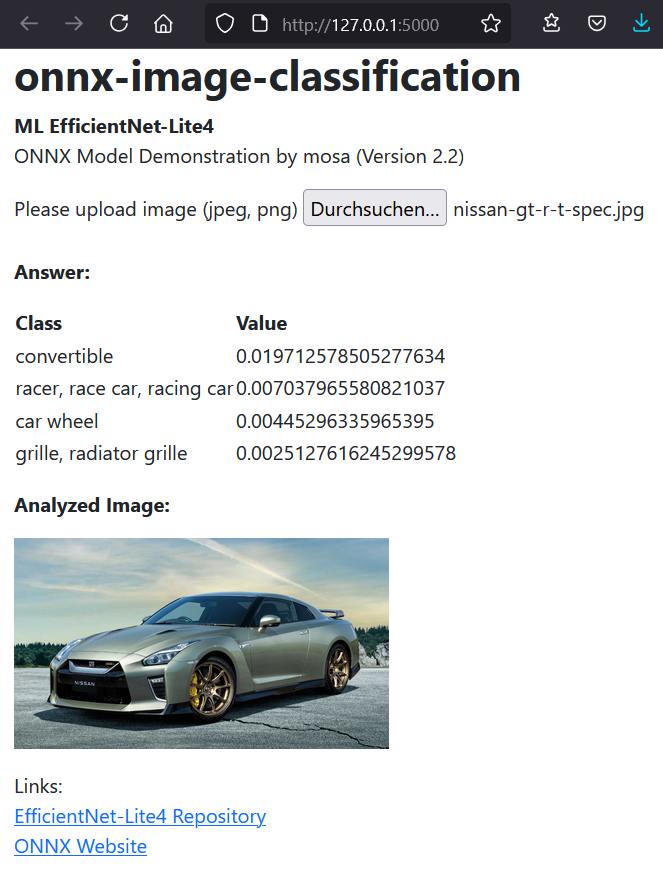 http://127.0.0.1:5000
onnx-image-classification
ML EfficientNet-Lite4
ONNX Model Demonstration by mosa (Version 2.2)
Please upload image (jpeg, png) Durchsuchen... nissan-gt-r-t-spec.jpg
Answer:
Class Value
convertible 0.019712578505277634
racer, race car, racing car 0.007037965580821037
car wheel 0.00445296335965395
grille, radiator grille 0.0025127616245299578
Analyzed Image:
NISSAN
Links:
EfficientNet-Lite4 Repository
ONNX Website